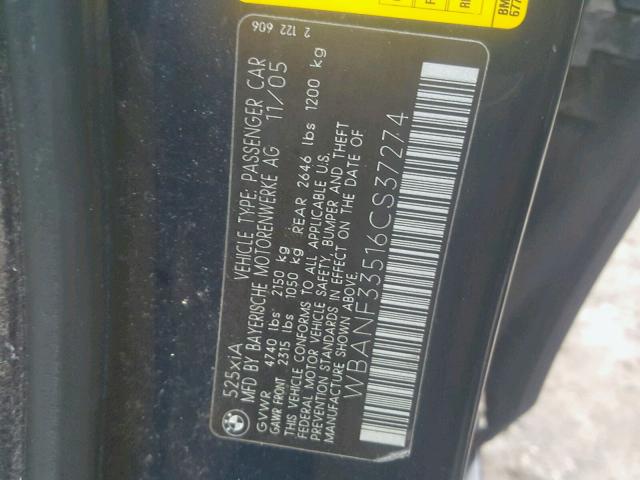 2 122 606
525xiA VEHICLE TYPE: PASSENGER CAR
MFD BY BAYERISCHE MOTORENWERKE AG 11/05
GVWR 4740 lbs 2150 kg
GAWR FRONT 2315 lbs 1050 kg REAR 2646 lbs 1200 kg
THIS VEHICLE CONFORMS TO ALL APPLICABLE U.S.
FEDERAL MOTOR VEHICLE SAFETY, BUMPER AND THEFT
PREVENTION STANDARDS IN EFFECT ON THE DATE OF
MANUFACTURE SHOWN ABOVE.
WBANF33516CS37274